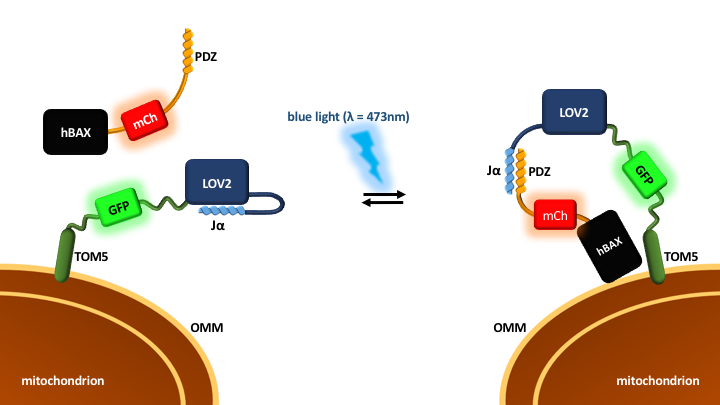 PDZ
mCh
hBAX
LOV2
GFP
Jα
TOM5
OMM
mitochondrion
blue light (λ = 473nm)
LOV2
Jα
PDZ
GFP
mCh
hBAX
TOM5
OMM
mitochondrion